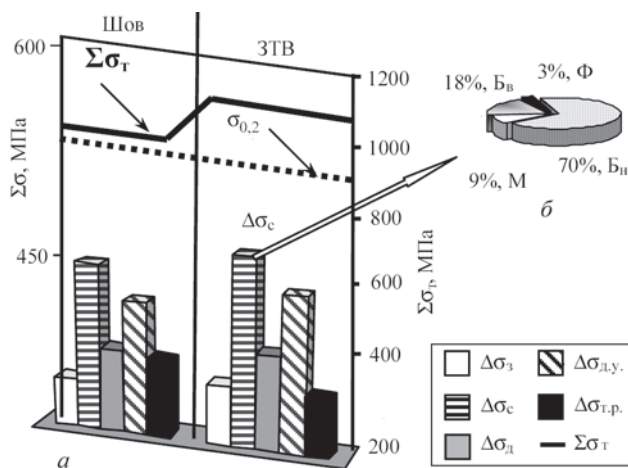 Шов
ЗТВ
600
Σσ, МПа
450
Σσт
σ0,2
Δσс
1200
1000
800
600
400
200
Σσт, МПа
а
18%, Бв
3%, Ф
9%, М
70%, Бн
б
Δσз
Δσд.у.
Δσс
Δσт.р.
Δσд
Σσт